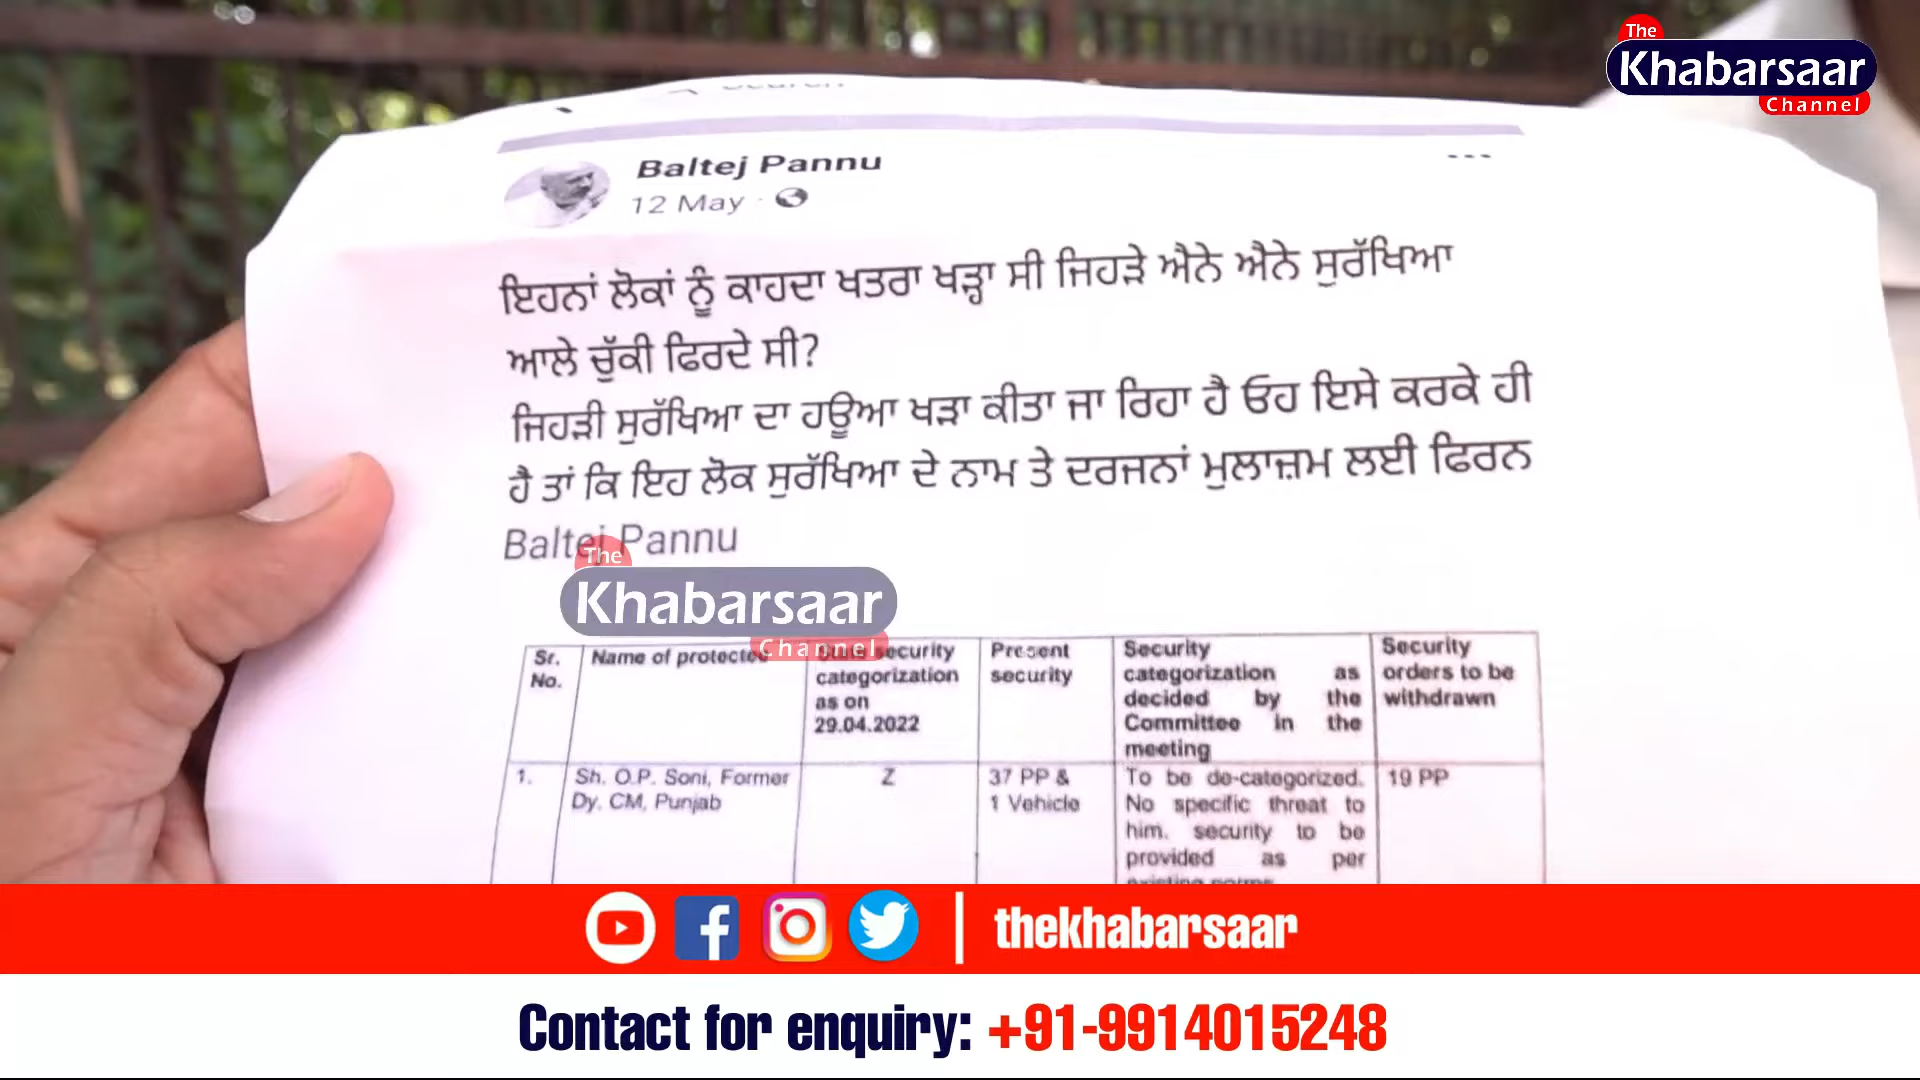 The
Khabarsaar
Channel
Baltej Pannu
12 May
ਇਹਨਾਂ ਲੋਕਾਂ ਨੂੰ ਕਾਹਦਾ ਖਤਰਾ ਖੜ੍ਹਾ ਸੀ ਜਿਹੜੇ ਐਨੇ ਐਨੇ ਸੁਰੱਖਿਆ
ਆਲੇ ਚੁੱਕੀ ਫਿਰਦੇ ਸੀ?
ਜਿਹੜੀ ਸੁਰੱਖਿਆ ਦਾ ਹਊਆ ਖੜਾ ਕੀਤਾ ਜਾ ਰਿਹਾ ਹੈ ਓਹ ਇਸੇ ਕਰਕੇ ਹੀ
ਹੈ ਤਾਂ ਕਿ ਇਹ ਲੋਕ ਸੁਰੱਖਿਆ ਦੇ ਨਾਮ ਤੇ ਦਰਜਨਾਂ ਮੁਲਾਜ਼ਮ ਲਈ ਫਿਰਨ
Baltej Pannu
The
Khabarsaar
Channel
Sr. No.
Name of protectee
security categorization as on 29.04.2022
Present security
Security categorization as decided by the Committee in the meeting
Security orders to be withdrawn
1.
Sh. O.P. Soni, Former Dy. CM, Punjab
Z
37 PP & 1 Vehicle
To be de-categorized. No specific threat to him. security to be provided as per
19 PP
thekhabarsaar
Contact for enquiry: +91-9914015248